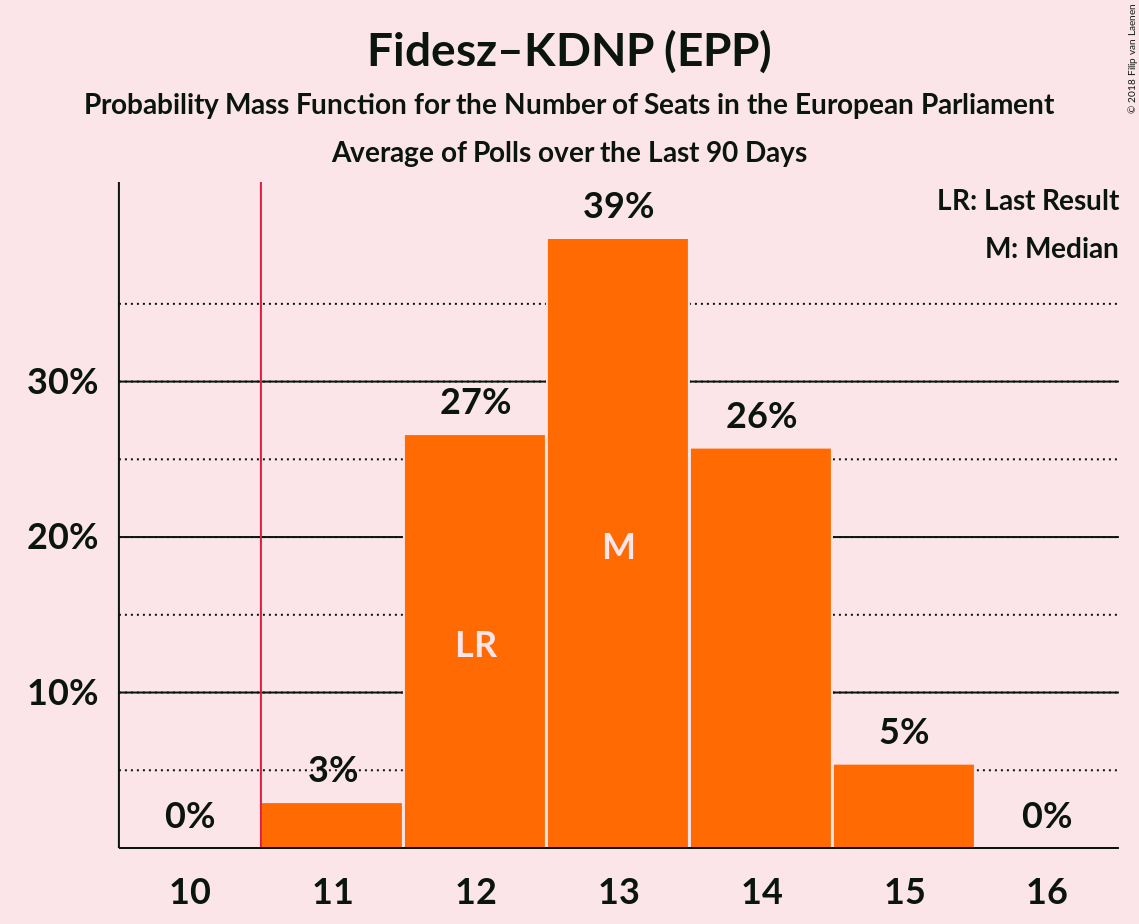 Fidesz–KDNP (EPP)
Probability Mass Function for the Number of Seats in the European Parliament
Average of Polls over the Last 90 Days
© 2018 Filip van Laenen
LR: Last Result
M: Median
39%
30%
27%
26%
20%
M
LR
10%
5%
3%
0%
0%
10 11 12 13 14 15 16